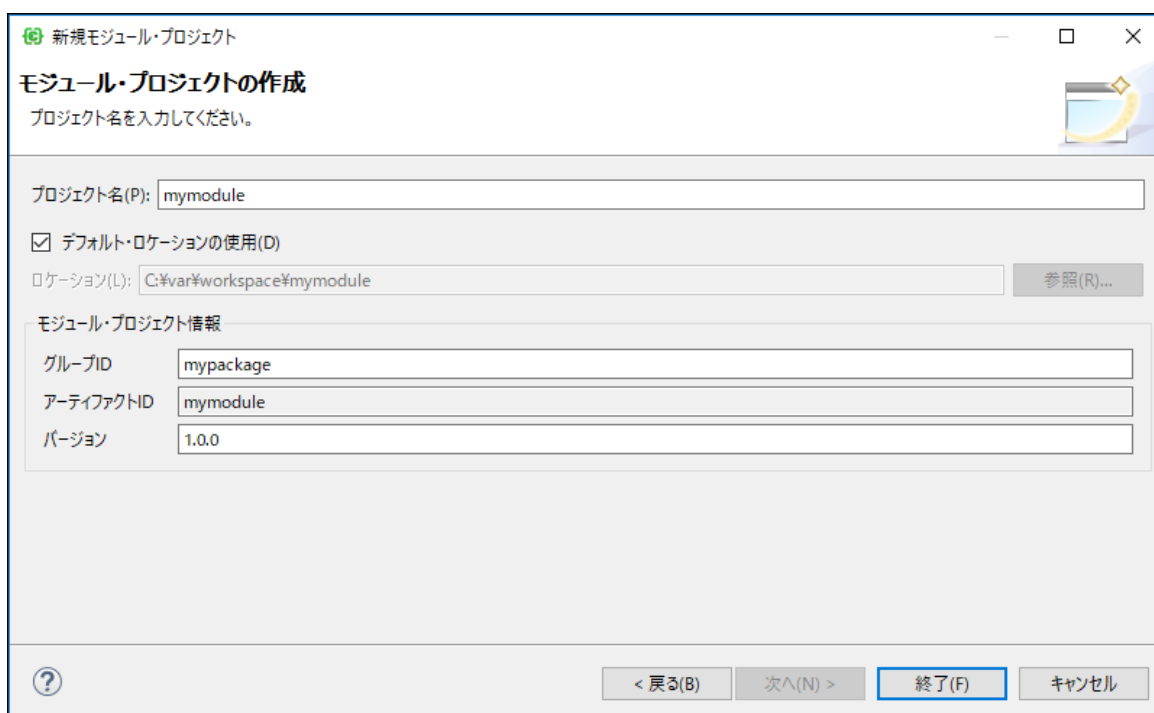 新規モジュール・プロジェクト
モジュール・プロジェクトの作成
プロジェクト名を入力してください。
プロジェクト名(P): mymodule
デフォルト・ロケーションの使用(D)
ロケーション(L): C:¥var¥workspace¥mymodule 参照(R)...
モジュール・プロジェクト情報
グループID mypackage
アーティファクトID mymodule
バージョン 1.0.0
< 戻る(B) 次へ(N) > 終了(F) キャンセル